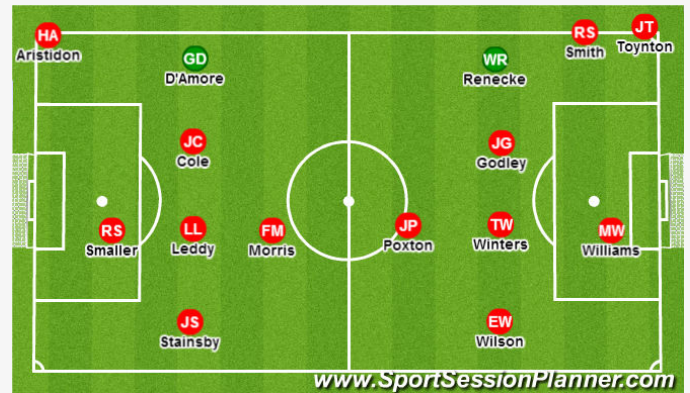 HA
Aristidon
RS
Smith
JT
Toynton
GD
D'Amore
WR
Renecke
JC
Cole
JG
Godley
RS
Smaller
LL
Leddy
FM
Morris
JP
Poxton
TW
Winters
MW
Williams
JS
Stainsby
EW
Wilson
www.SportSessionPlanner.com